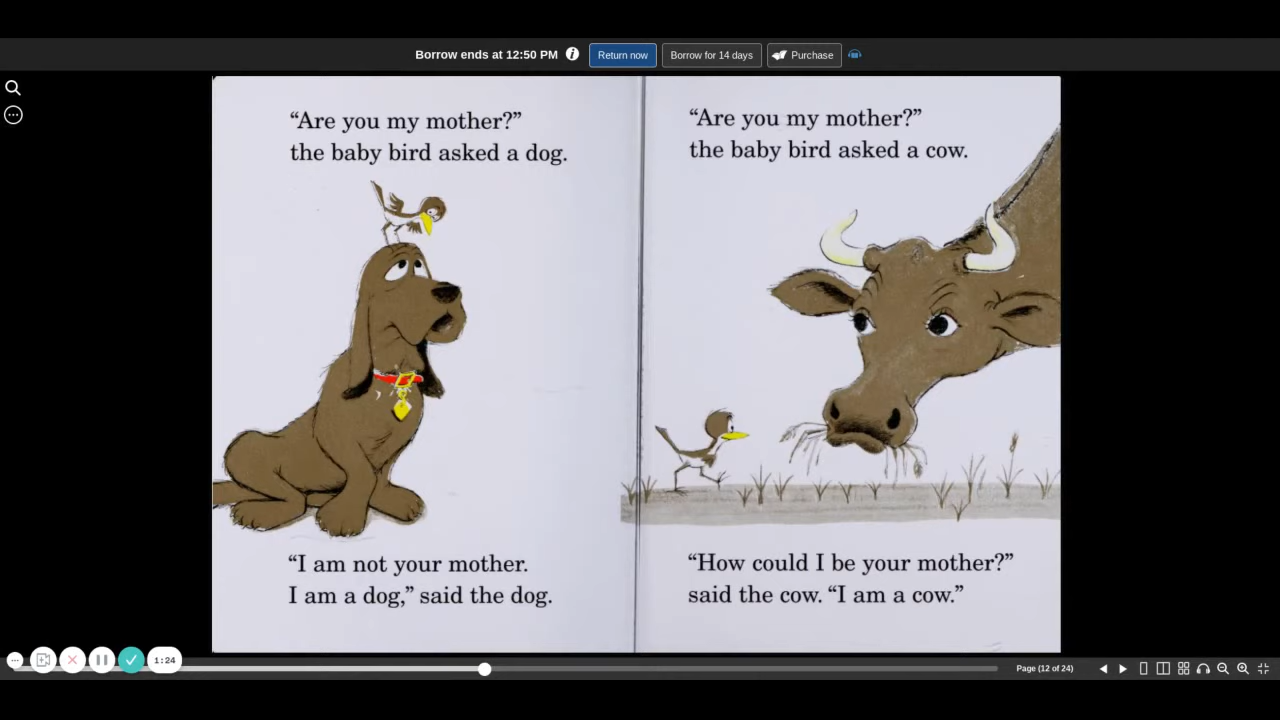 Borrow ends at 12:50 PM
Return now
Borrow for 14 days
Purchase
“Are you my mother?”
the baby bird asked a dog.
“I am not your mother.
I am a dog,” said the dog.
“Are you my mother?”
the baby bird asked a cow.
“How could I be your mother?”
said the cow. “I am a cow.”
1:24
Page (12 of 24)